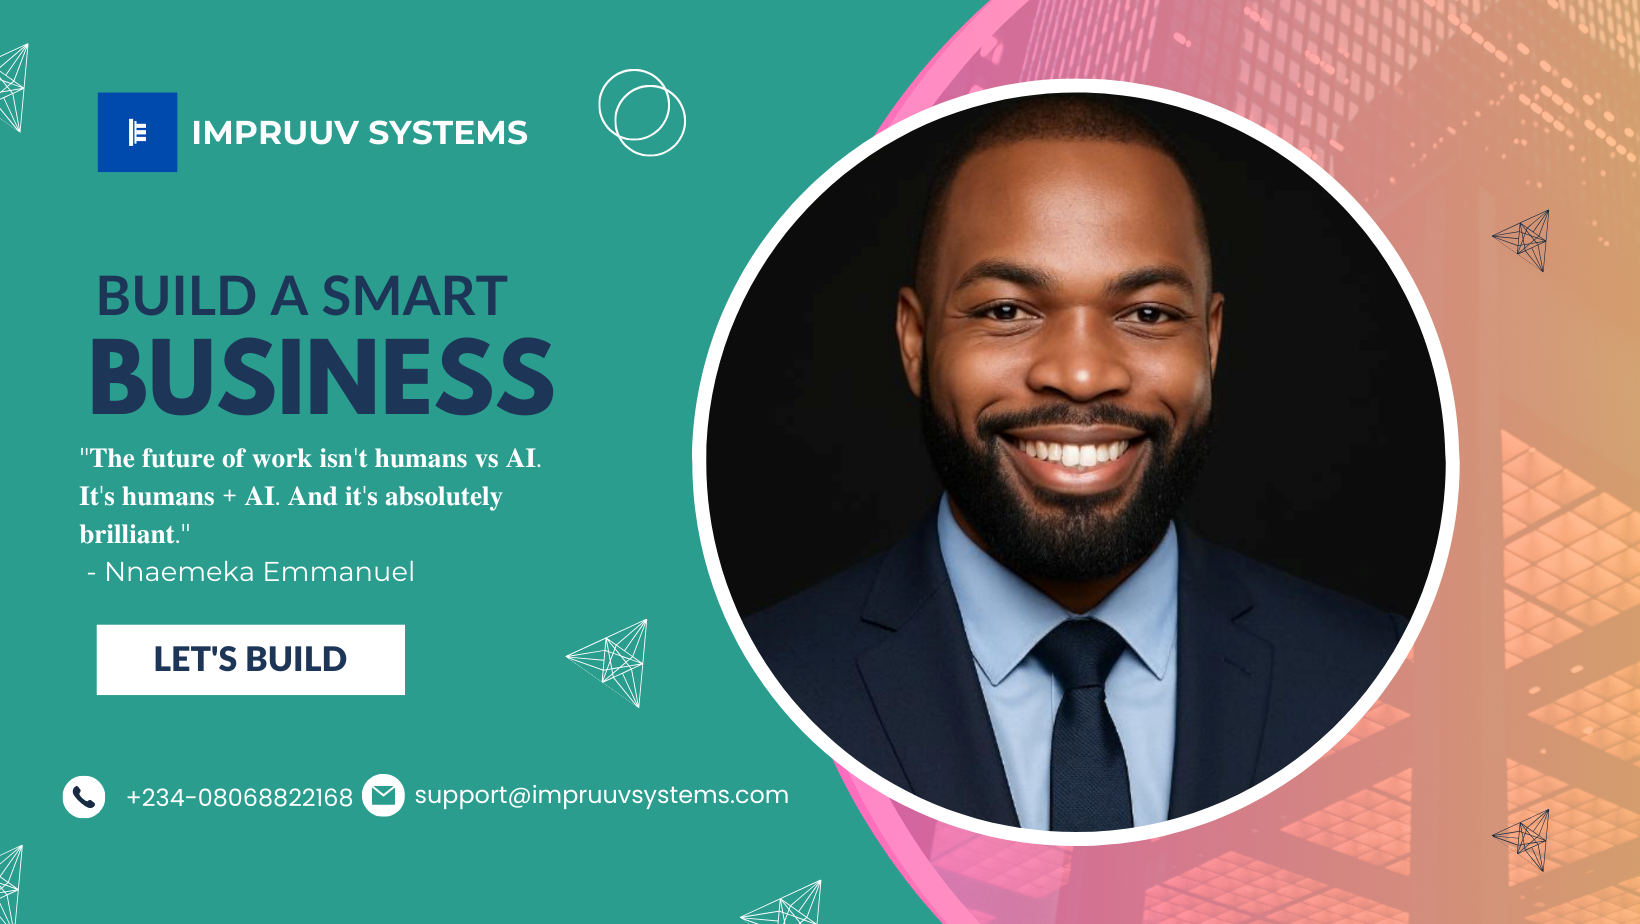 IMPRUUV SYSTEMS
BUILD A SMART
BUSINESS
"The future of work isn't humans vs AI.
It's humans + AI. And it's absolutely
brilliant."
- Nnaemeka Emmanuel
LET'S BUILD
+234-08068822168 support@impruuvsystems.com